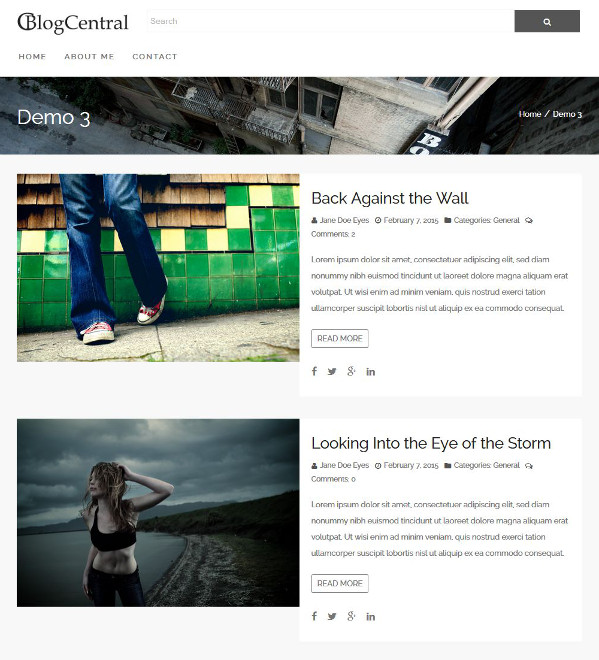 BlogCentral
Search
HOME ABOUT ME CONTACT
Demo 3
Home / Demo 3
BO
Back Against the Wall
Jane Doe Eyes February 7, 2015 Categories: General
Comments: 2
Lorem ipsum dolor sit amet, consectetuer adipiscing elit, sed diam
nonummy nibh euismod tincidunt ut laoreet dolore magna aliquam erat
volutpat. Ut wisi enim ad minim veniam, quis nostrud exerci tation
ullamcorper suscipit lobortis nisl ut aliquip ex ea commodo consequat.
READ MORE
Looking Into the Eye of the Storm
Jane Doe Eyes February 7, 2015 Categories: General
Comments: 0
Lorem ipsum dolor sit amet, consectetuer adipiscing elit, sed diam
nonummy nibh euismod tincidunt ut laoreet dolore magna aliquam erat
volutpat. Ut wisi enim ad minim veniam, quis nostrud exerci tation
ullamcorper suscipit lobortis nisl ut aliquip ex ea commodo consequat.
READ MORE